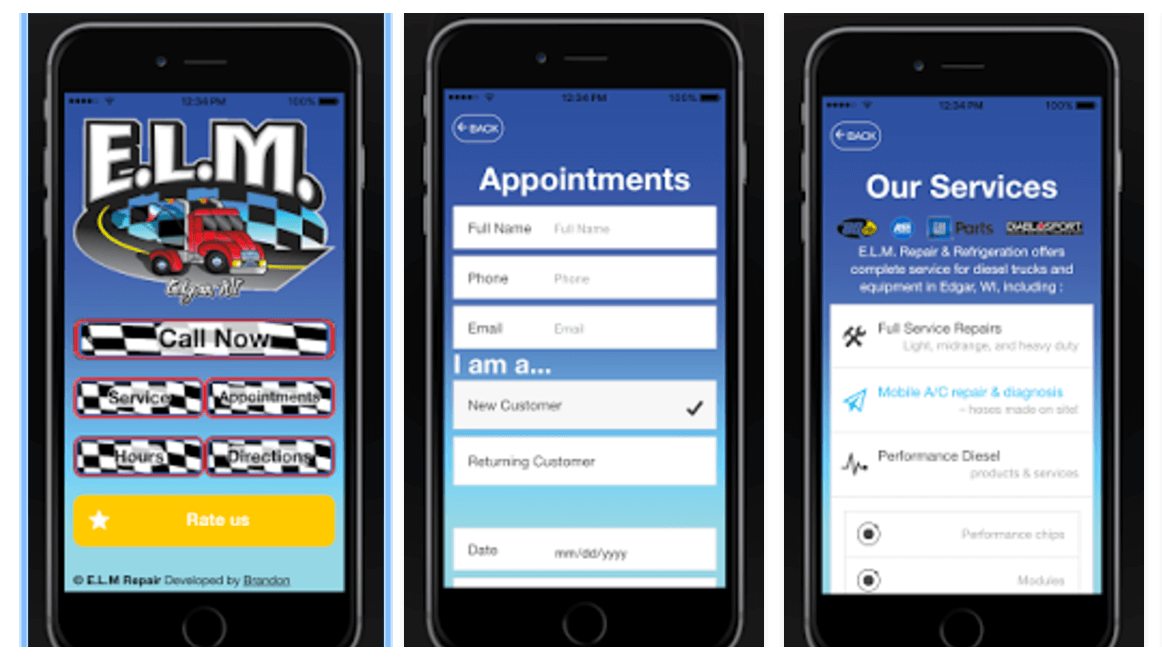 12:34 PM 100%
E.L.M.
Edgar, WI
Call Now
Service Appointments
Hours Directions
Rate us
© E.L.M Repair Developed by Brandon
12:34 PM 100%
BACK
Appointments
Full Name Full Name
Phone Phone
Email Email
I am a...
New Customer
Returning Customer
Date mm/dd/yyyy
12:34 PM 100%
BACK
Our Services
Parts DIABLOSPORT
E.L.M. Repair & Refrigeration offers
complete service for diesel trucks and
equipment in Edgar, WI, including :
Full Service Repairs
Light, midrange, and heavy duty
Mobile A/C repair & diagnosis
– hoses made on site!
Performance Diesel
products & services
Performance chips
Modules